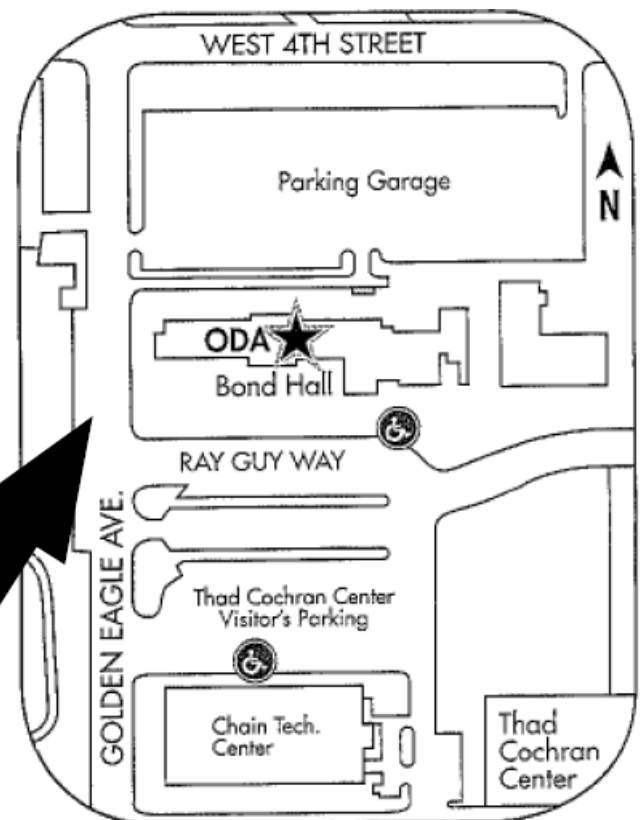 WEST 4TH STREET
Parking Garage
N
ODA
Bond Hall
RAY GUY WAY
GOLDEN EAGLE AVE.
Thad Cochran Center
Visitor's Parking
Chain Tech.
Center
Thad
Cochran
Center